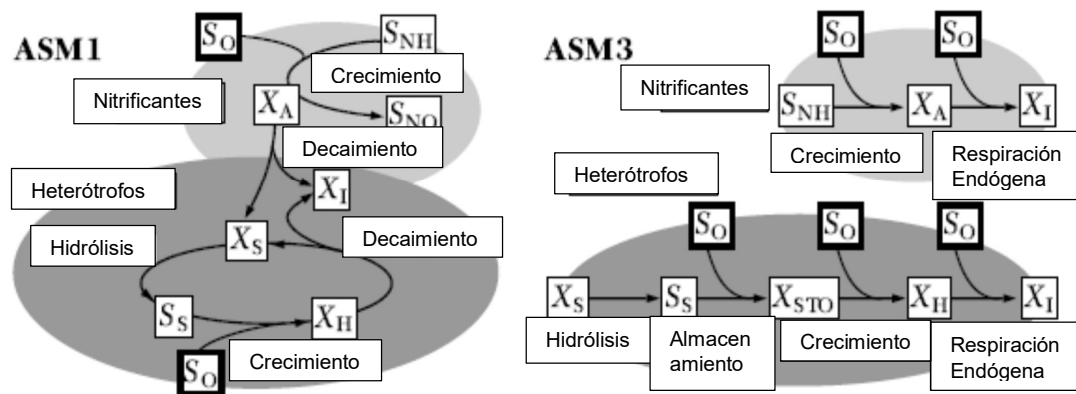 ASM1
S_O
S_NH
Crecimiento
Nitrificantes
X_A
S_NO
Decaimiento
Heterótrofos
X_I
Hidrólisis
X_S
Decaimiento
S_S
X_H
S_O
Crecimiento
ASM3
S_O
S_O
Nitrificantes
S_NH
X_A
X_I
Crecimiento
Respiración
Endógena
Heterótrofos
S_O
S_O
S_O
X_S
S_S
X_STO
X_H
X_I
Hidrólisis
Almacen
amiento
Crecimiento
Respiración
Endógena